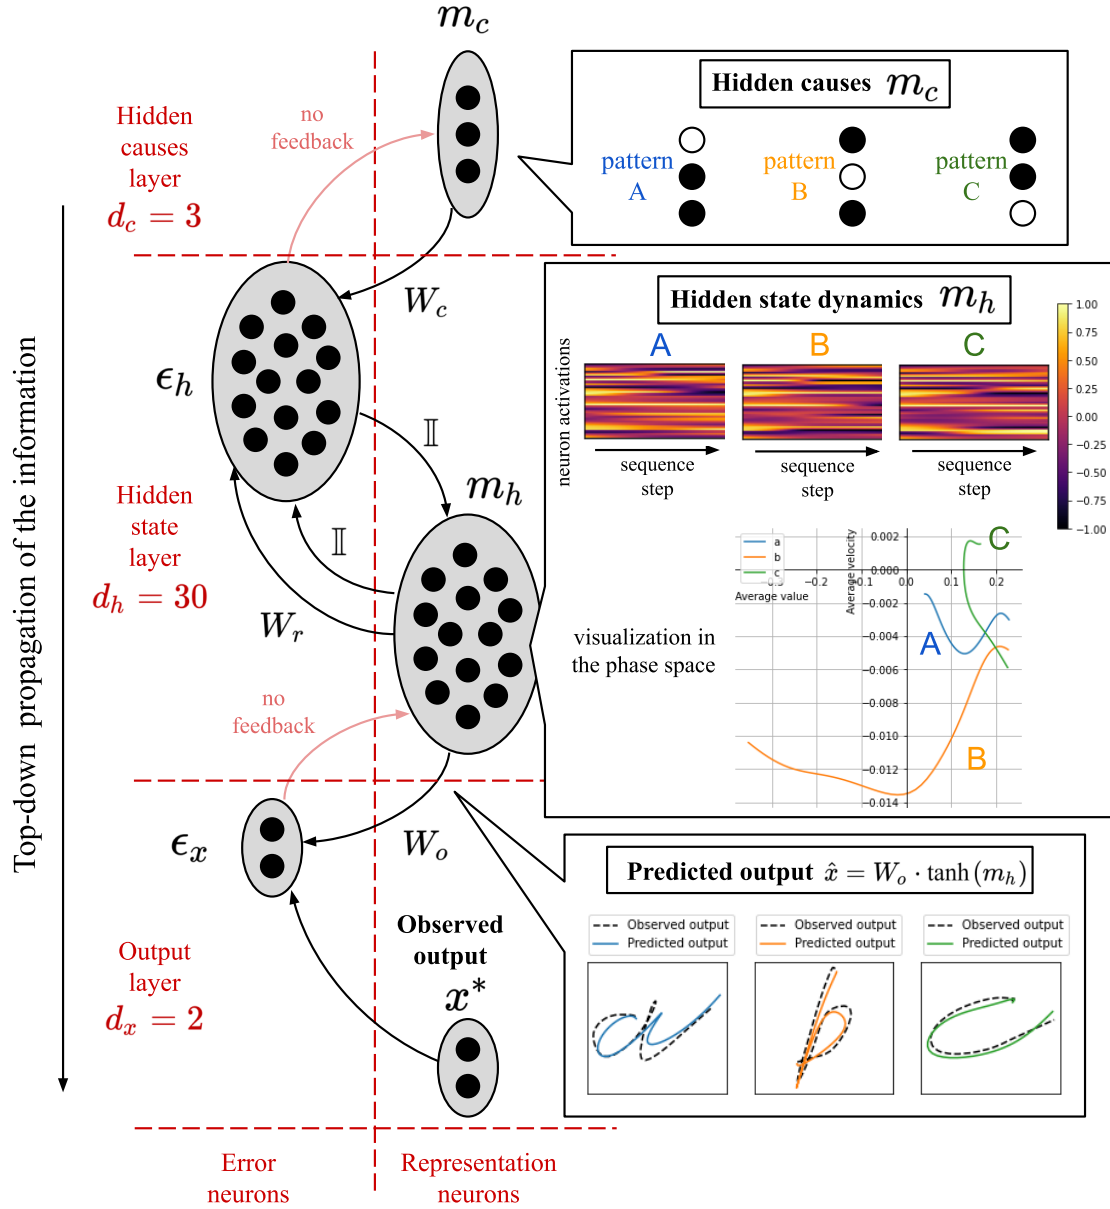 m_c
Hidden causes m_c
Hidden
causes
layer
d_c = 3
no
feedback
pattern
A
pattern
B
pattern
C
W_c
Top-down propagation of the information
ϵ_h
𝕀
m_h
𝕀
W_r
Hidden
state
layer
d_h = 30
Hidden state dynamics m_h
A
B
C
neuron activations
sequence
step
sequence
step
sequence
step
1.00
0.75
0.50
0.25
0.00
−0.25
−0.50
−0.75
−1.00
visualization in
the phase space
a
b
c
Average value
Average velocity
−0.2
−0.1
0.0
0.1
0.2
0.002
−0.002
−0.004
−0.006
−0.010
−0.012
−0.014
A
B
C
no
feedback
ϵ_x
W_o
Predicted output x̂ = W_o · tanh(m_h)
Observed output
Predicted output
Observed output
Predicted output
Observed output
Predicted output
Observed
output
x*
Output
layer
d_x = 2
Error
neurons
Representation
neurons